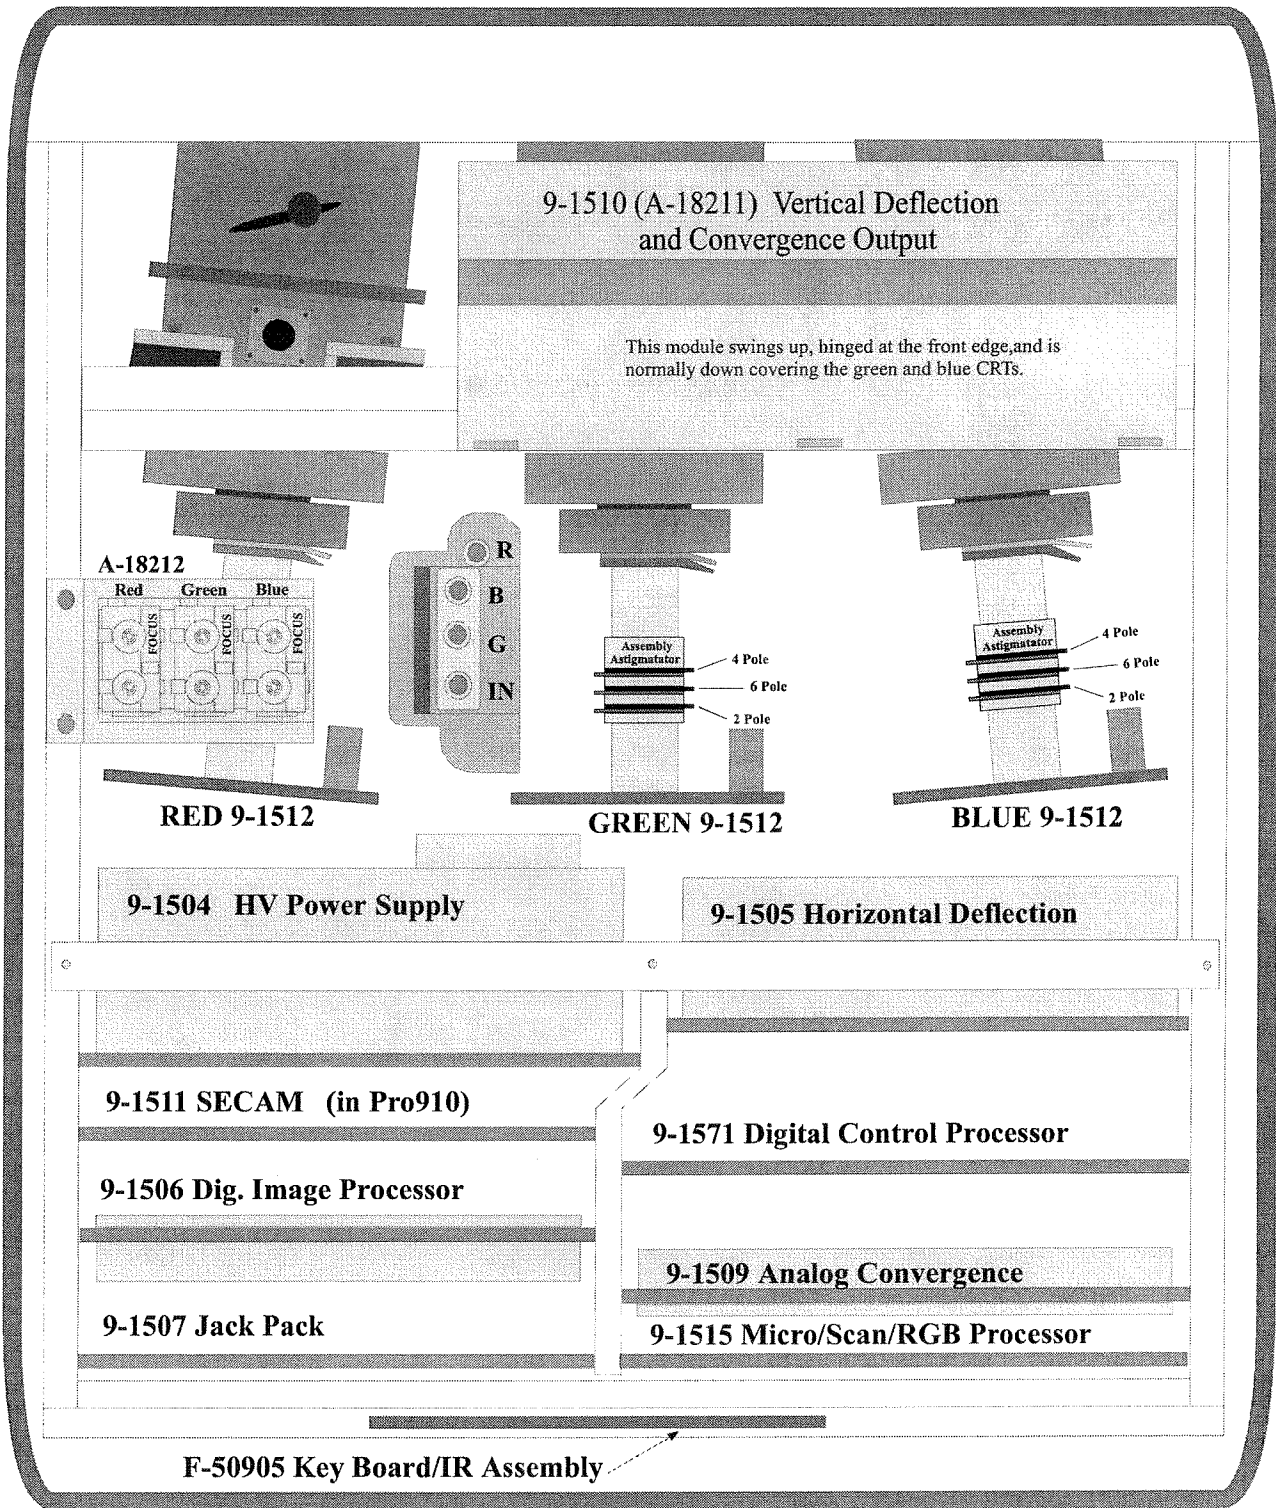 9-1510 (A-18211) Vertical Deflection
and Convergence Output
This module swings up, hinged at the front edge,and is
normally down covering the green and blue CRTs.
A-18212
Red Green Blue
FOCUS FOCUS FOCUS
R
B
G
IN
Assembly
Astigmatator
4 Pole
6 Pole
2 Pole
Assembly
Astigmatator
4 Pole
6 Pole
2 Pole
RED 9-1512
GREEN 9-1512
BLUE 9-1512
9-1504 HV Power Supply
9-1505 Horizontal Deflection
9-1511 SECAM (in Pro910)
9-1571 Digital Control Processor
9-1506 Dig. Image Processor
9-1509 Analog Convergence
9-1507 Jack Pack
9-1515 Micro/Scan/RGB Processor
F-50905 Key Board/IR Assembly